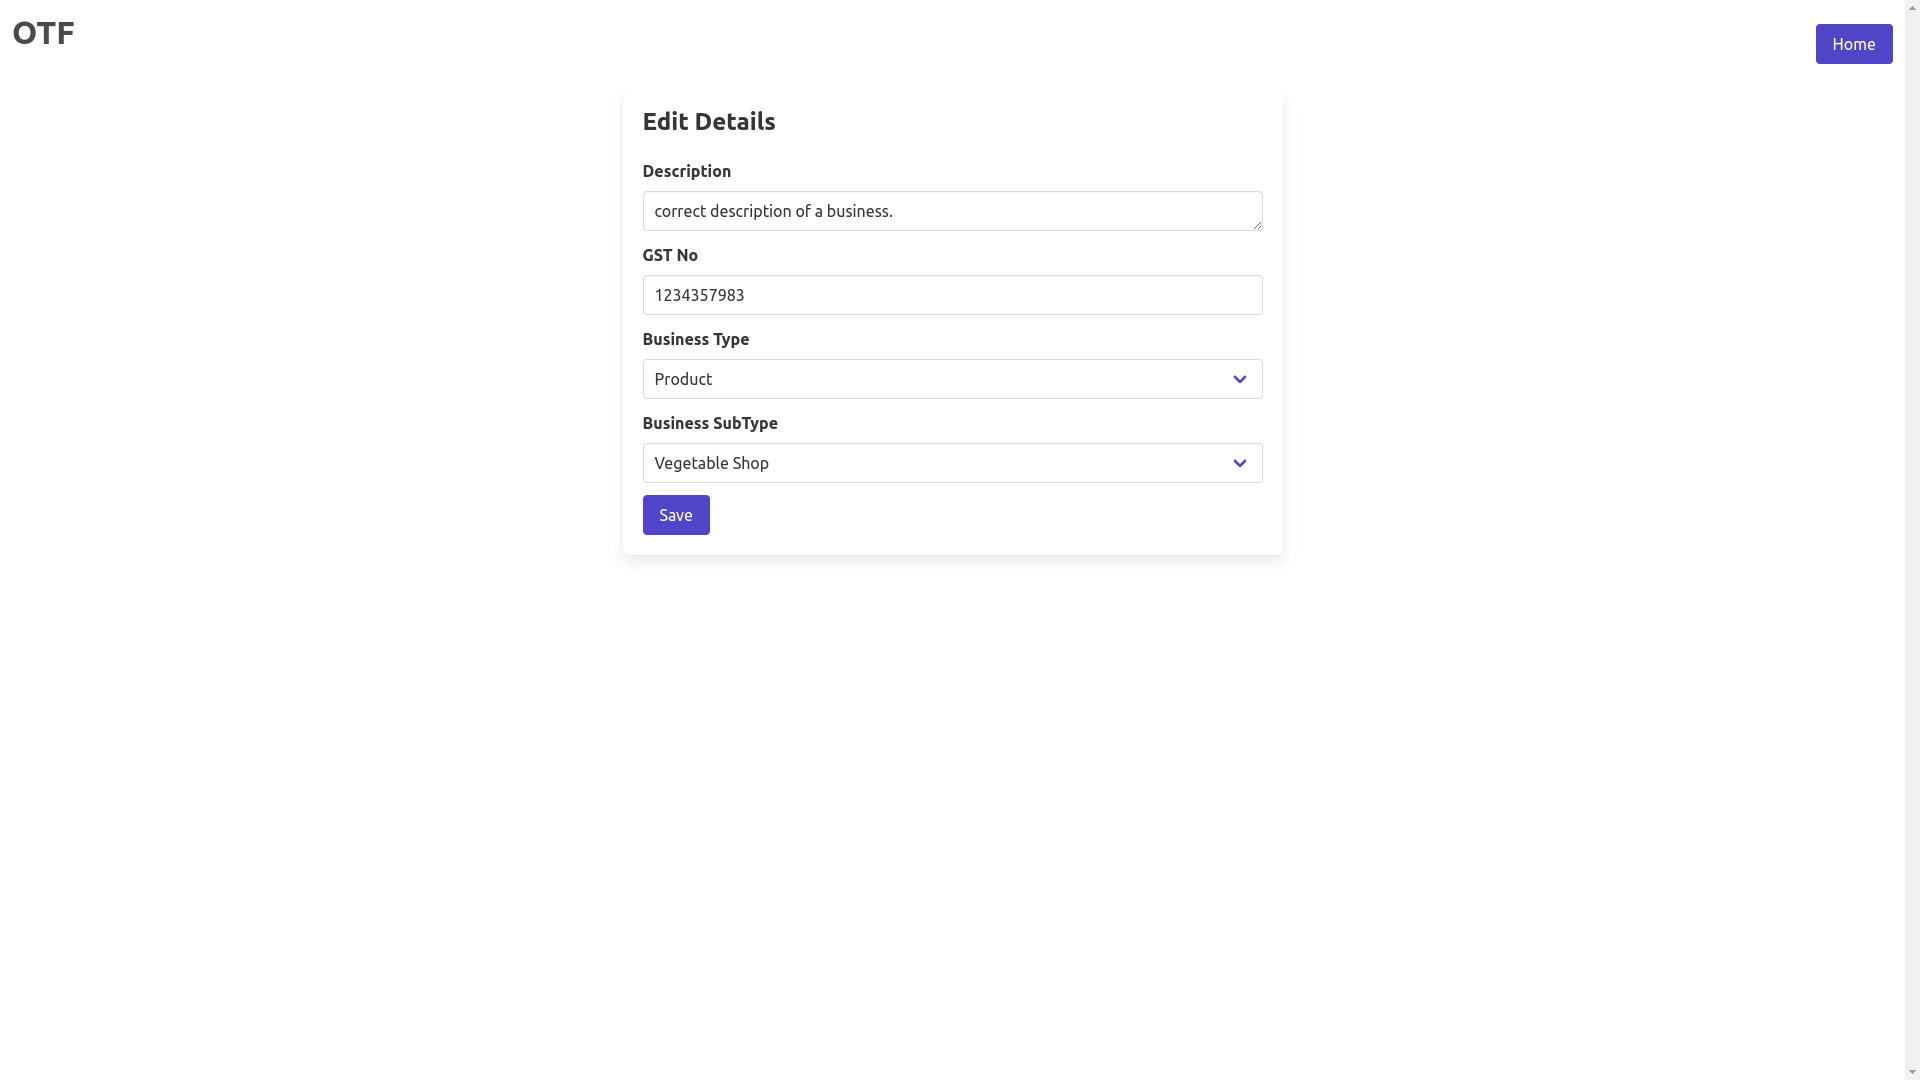 OTF
Home
Edit Details
Description
correct description of a business.
GST No
1234357983
Business Type
Product
Business SubType
Vegetable Shop
Save